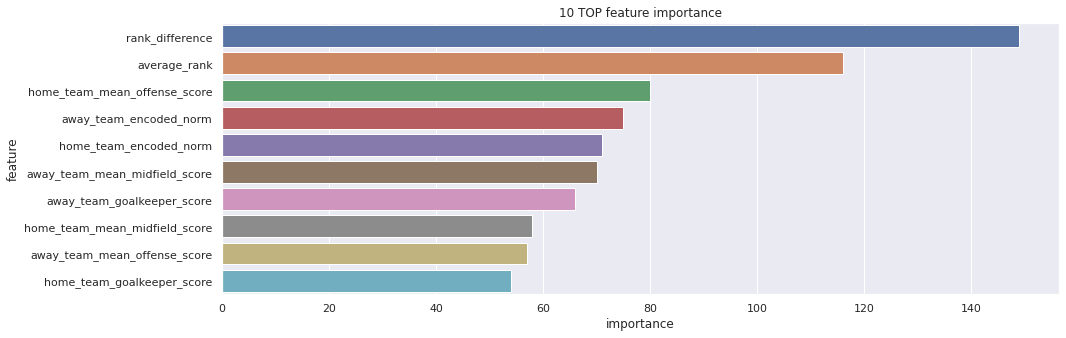 10 TOP feature importance
feature
rank_difference
average_rank
home_team_mean_offense_score
away_team_encoded_norm
home_team_encoded_norm
away_team_mean_midfield_score
away_team_goalkeeper_score
home_team_mean_midfield_score
away_team_mean_offense_score
home_team_goalkeeper_score
0 20 40 60 80 100 120 140
importance